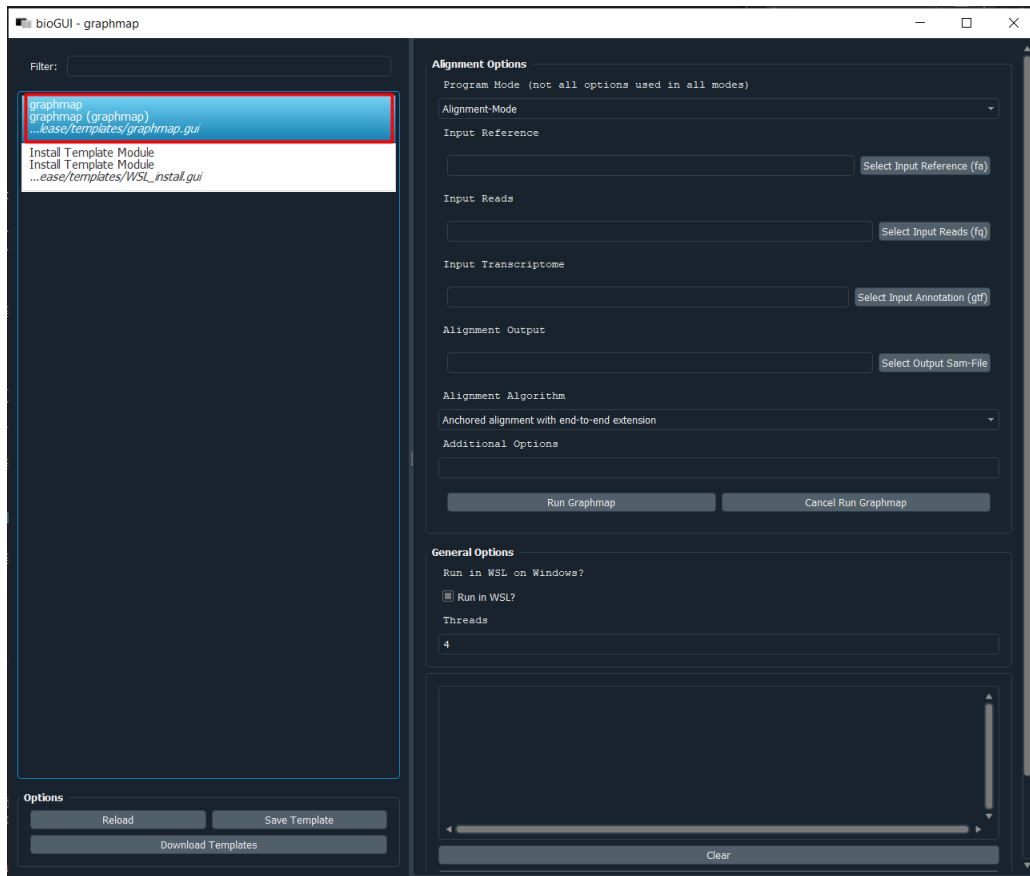 bioGUI - graphmap
Filter:
graphmap
graphmap (graphmap)
...lease/templates/graphmap.gui
Install Template Module
Install Template Module
...ease/templates/WSL_install.gui
Options
Reload
Save Template
Download Templates
Alignment Options
Program Mode (not all options used in all modes)
Alignment-Mode
Input Reference
Select Input Reference (fa)
Input Reads
Select Input Reads (fq)
Input Transcriptome
Select Input Annotation (gtf)
Alignment Output
Select Output Sam-File
Alignment Algorithm
Anchored alignment with end-to-end extension
Additional Options
Run Graphmap
Cancel Run Graphmap
General Options
Run in WSL on Windows?
Run in WSL?
Threads
4
Clear